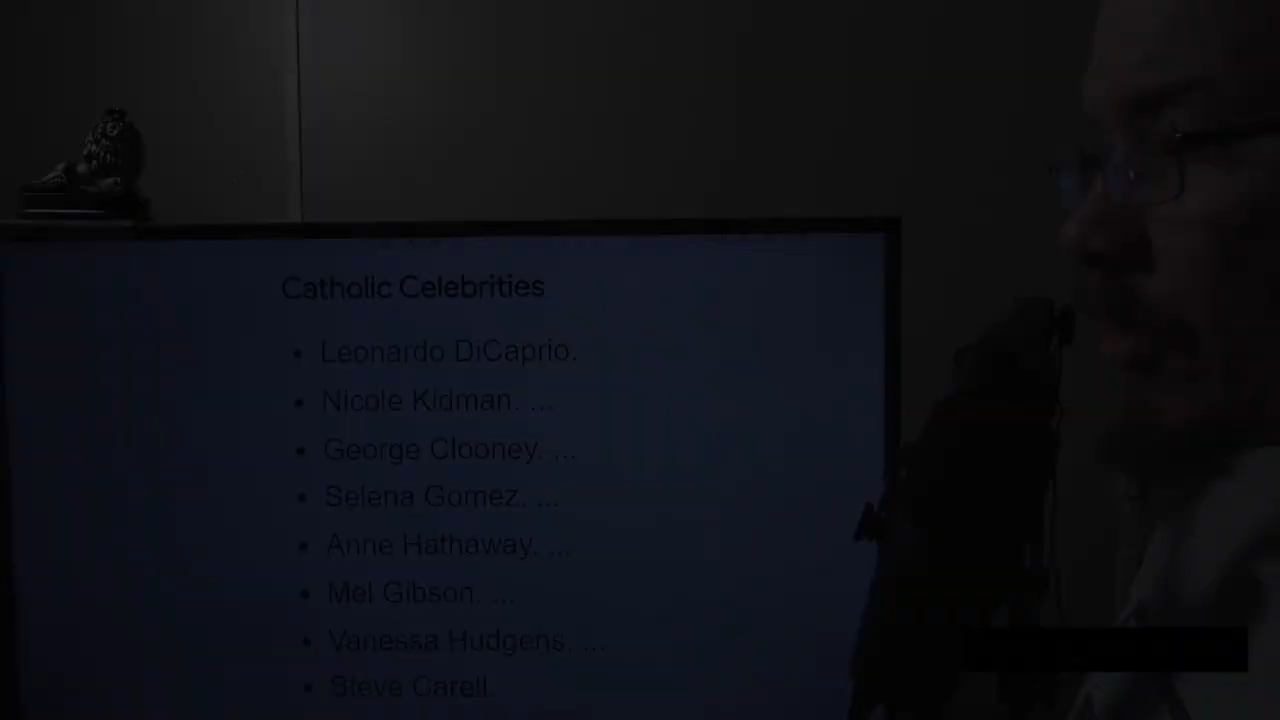 Catholic Celebrities
• Leonardo DiCaprio.
• Nicole Kidman. ...
• George Clooney. ...
• Selena Gomez. ...
• Anne Hathaway. ...
• Mel Gibson. ...
• Vanessa Hudgens. ...
• Steve Carell.